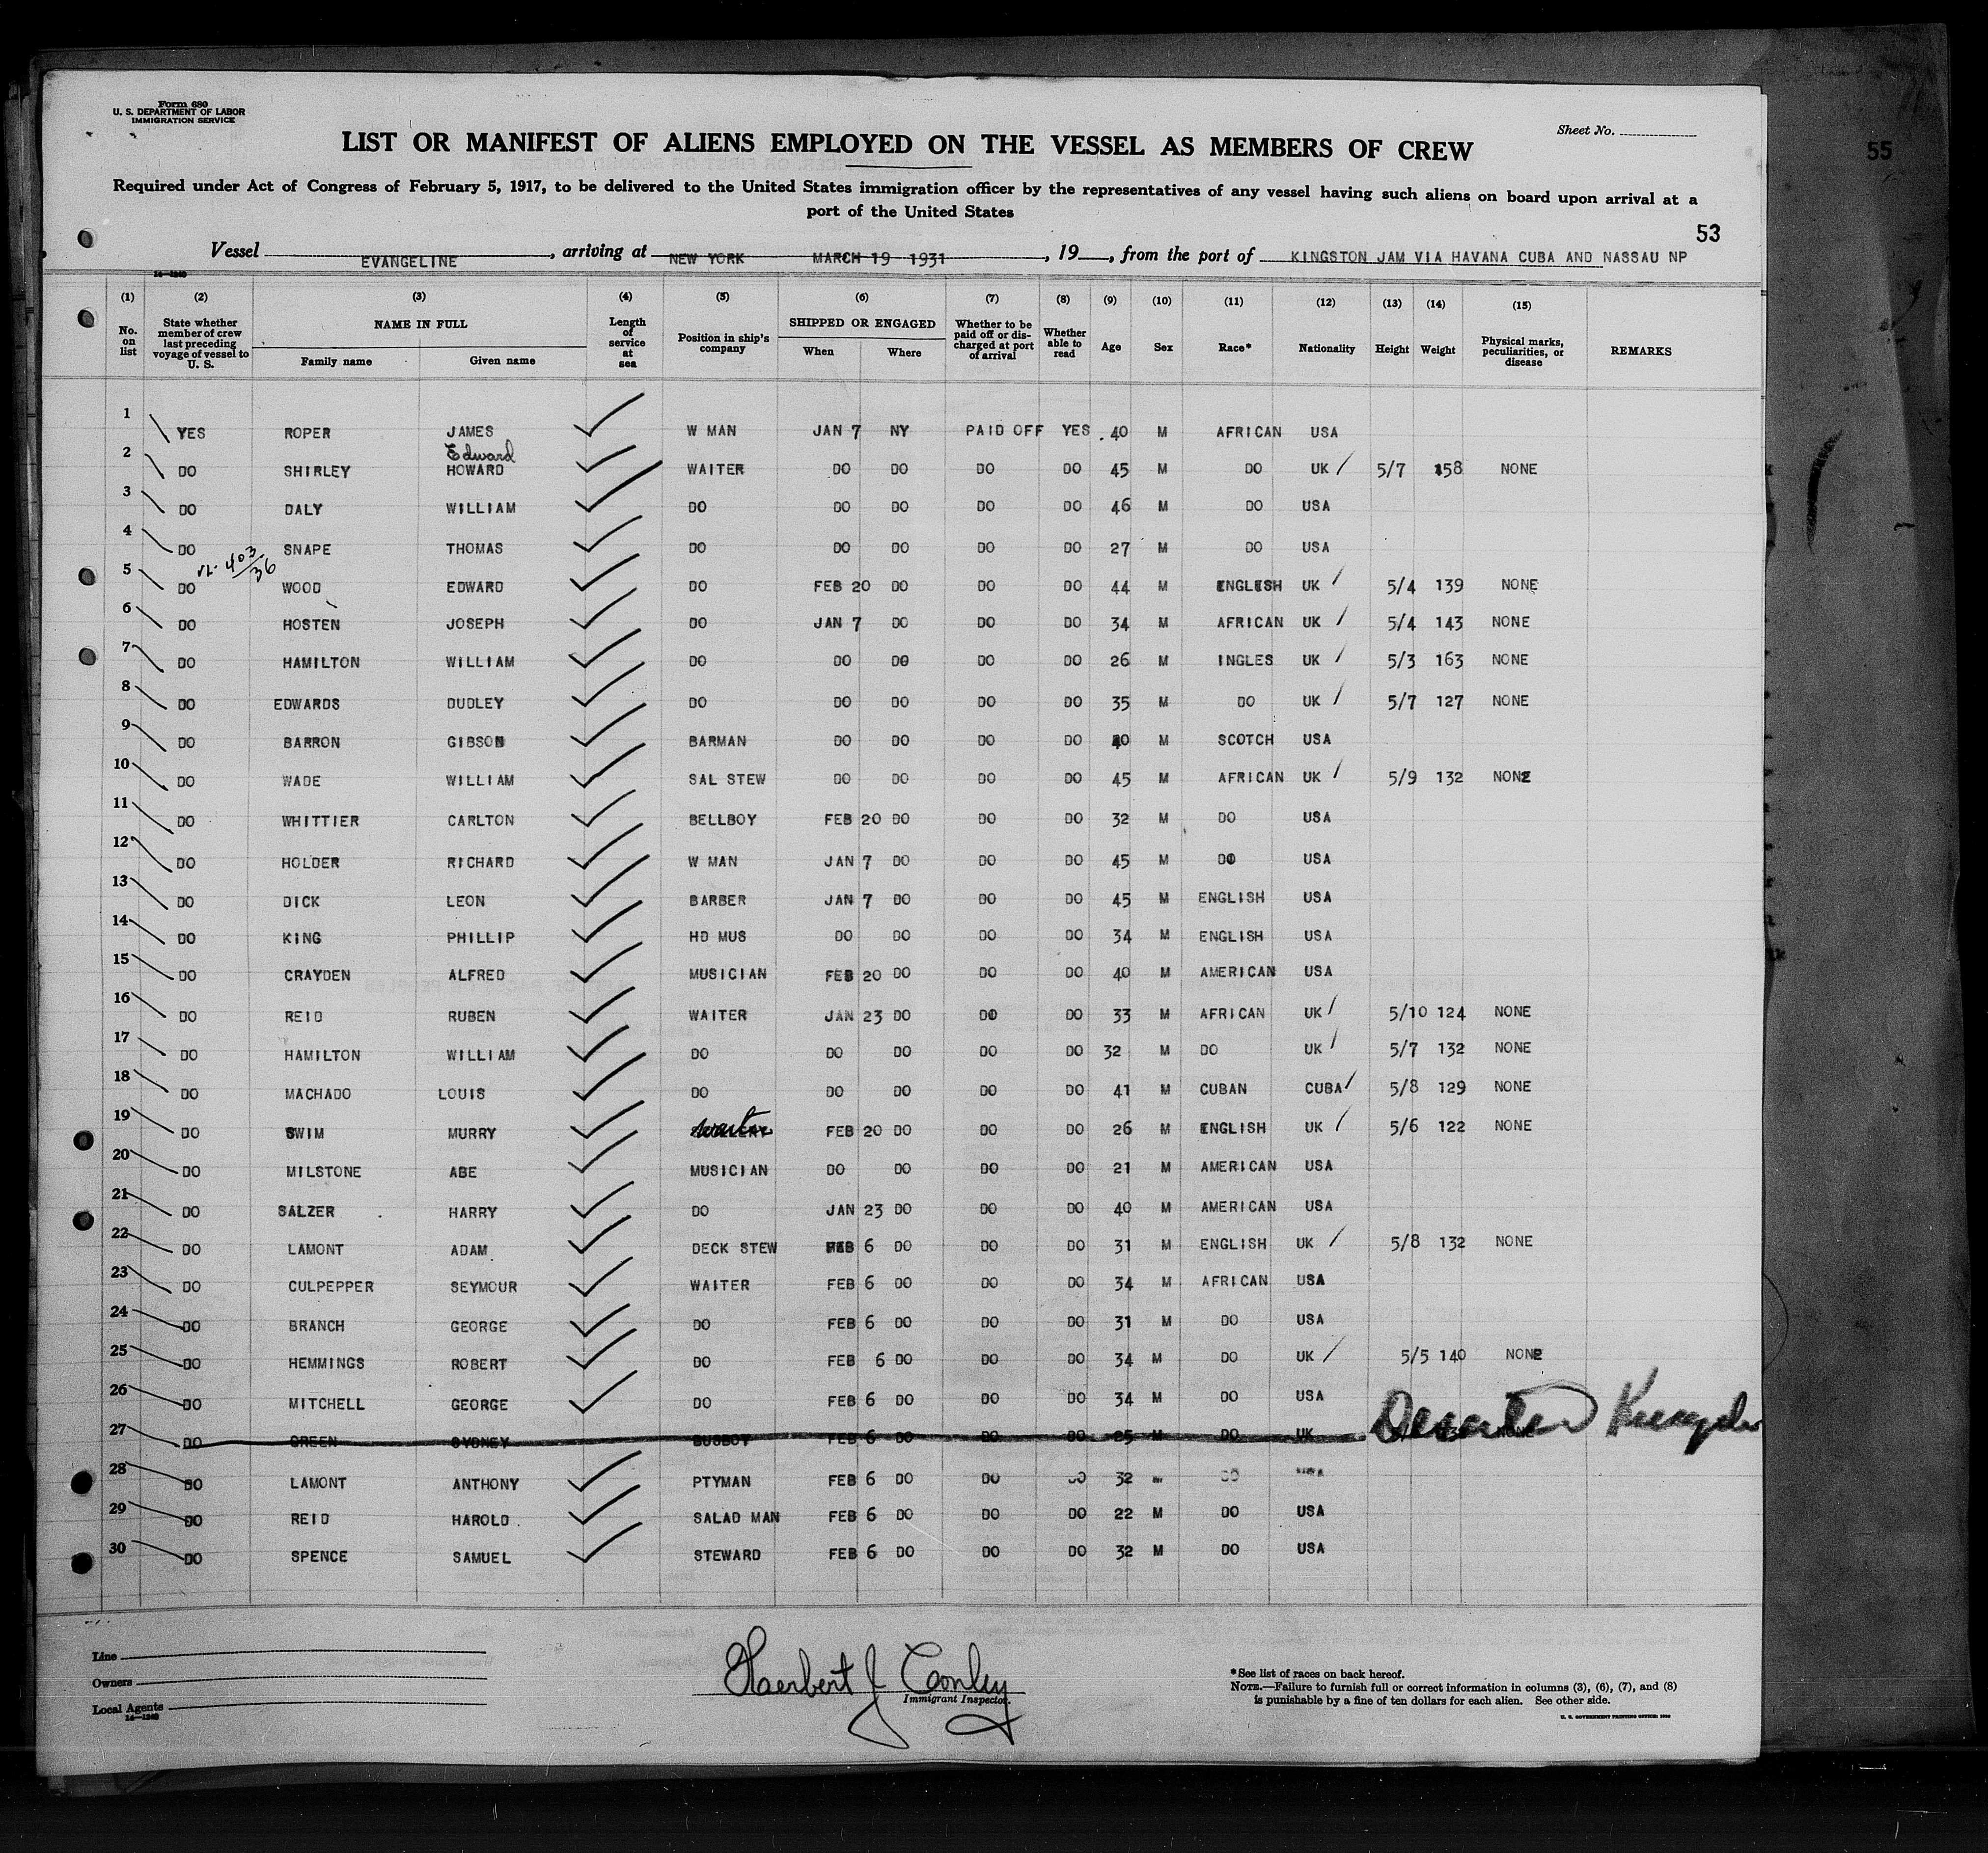 Form 680
U. S. DEPARTMENT OF LABOR
IMMIGRATION SERVICE
Sheet No.
LIST OR MANIFEST OF ALIENS EMPLOYED ON THE VESSEL AS MEMBERS OF CREW
55
Required under Act of Congress of February 5, 1917, to be delivered to the United States immigration officer by the representatives of any vessel having such aliens on board upon arrival at a
port of the United States
53
Vessel EVANGELINE, arriving at NEW YORK MARCH 19 1931, 19, from the port of KINGSTON JAM VIA HAVANA CUBA AND NASSAU NP
14-1240
(1) (2) (3) (4) (5) (6) (7) (8) (9) (10) (11) (12) (13) (14) (15)
No. on list State whether member of crew last preceding voyage of vessel to U. S. NAME IN FULL Family name Given name Length of service at sea Position in ship's company SHIPPED OR ENGAGED When Where Whether to be paid off or discharged at port of arrival Whether able to read Age Sex Race* Nationality Height Weight Physical marks, peculiarities, or disease REMARKS
1 YES ROPER JAMES W MAN JAN 7 NY PAID OFF YES 40 M AFRICAN USA
Edward
2 DO SHIRLEY HOWARD WAITER DO DO DO DO 45 M DO UK 5/7 158 NONE
3 DO DALY WILLIAM DO DO DO DO DO 46 M DO USA
4 DO SNAPE THOMAS DO DO DO DO DO 27 M DO USA
403/36
5 DO WOOD EDWARD DO FEB 20 DO DO DO 44 M ENGLISH UK 5/4 139 NONE
6 DO HOSTEN JOSEPH DO JAN 7 DO DO DO 34 M AFRICAN UK 5/4 143 NONE
7 DO HAMILTON WILLIAM DO DO DO DO DO 26 M INGLES UK 5/3 163 NONE
8 DO EDWARDS DUDLEY DO DO DO DO DO 35 M DO UK 5/7 127 NONE
9 DO BARRON GIBSON BARMAN DO DO DO DO 40 M SCOTCH USA
10 DO WADE WILLIAM SAL STEW DO DO DO DO 45 M AFRICAN UK 5/9 132 NONE
11 DO WHITTIER CARLTON BELLBOY FEB 20 DO DO DO 32 M DO USA
12 DO HOLDER RICHARD W MAN JAN 7 DO DO DO 45 M DO USA
13 DO DICK LEON BARBER JAN 7 DO DO DO 45 M ENGLISH USA
14 DO KING PHILLIP HD MUS DO DO DO DO 34 M ENGLISH USA
15 DO CRAYDEN ALFRED MUSICIAN FEB 20 DO DO DO 40 M AMERICAN USA
16 DO REID RUBEN WAITER JAN 23 DO DO DO 33 M AFRICAN UK 5/10 124 NONE
17 DO HAMILTON WILLIAM DO DO DO DO DO 32 M DO UK 5/7 132 NONE
18 DO MACHADO LOUIS DO DO DO DO DO 41 M CUBAN CUBA 5/8 129 NONE
19 DO SWIM MURRY waiter FEB 20 DO DO DO 26 M ENGLISH UK 5/6 122 NONE
20 DO MILSTONE ABE MUSICIAN DO DO DO DO 21 M AMERICAN USA
21 DO SALZER HARRY DO JAN 23 DO DO DO 40 M AMERICAN USA
22 DO LAMONT ADAM DECK STEW FEB 6 DO DO DO 31 M ENGLISH UK 5/8 132 NONE
23 DO CULPEPPER SEYMOUR WAITER FEB 6 DO DO DO 34 M AFRICAN USA
24 DO BRANCH GEORGE DO FEB 6 DO DO DO 31 M DO USA
25 DO HEMMINGS ROBERT DO FEB 6 DO DO DO 34 M DO UK 5/5 140 NONE
26 DO MITCHELL GEORGE DO FEB 6 DO DO DO 34 M DO USA
27 DO GREEN SYDNEY BUSBOY FEB 6 DO DO DO 25 M DO UK NONE Deserted
28 DO LAMONT ANTHONY PTYMAN FEB 6 DO DO DO 32 M DO USA
29 DO REID HAROLD SALAD MAN FEB 6 DO DO DO 22 M DO USA
30 DO SPENCE SAMUEL STEWARD FEB 6 DO DO DO 32 M DO USA
Line
Owners
Local Agents
14-1240
Herbert J Conley
Immigrant Inspector.
*See list of races on back hereof.
NOTE.—Failure to furnish full or correct information in columns (3), (6), (7), and (8)
is punishable by a fine of ten dollars for each alien. See other side.
U. S. GOVERNMENT PRINTING OFFICE: 1930